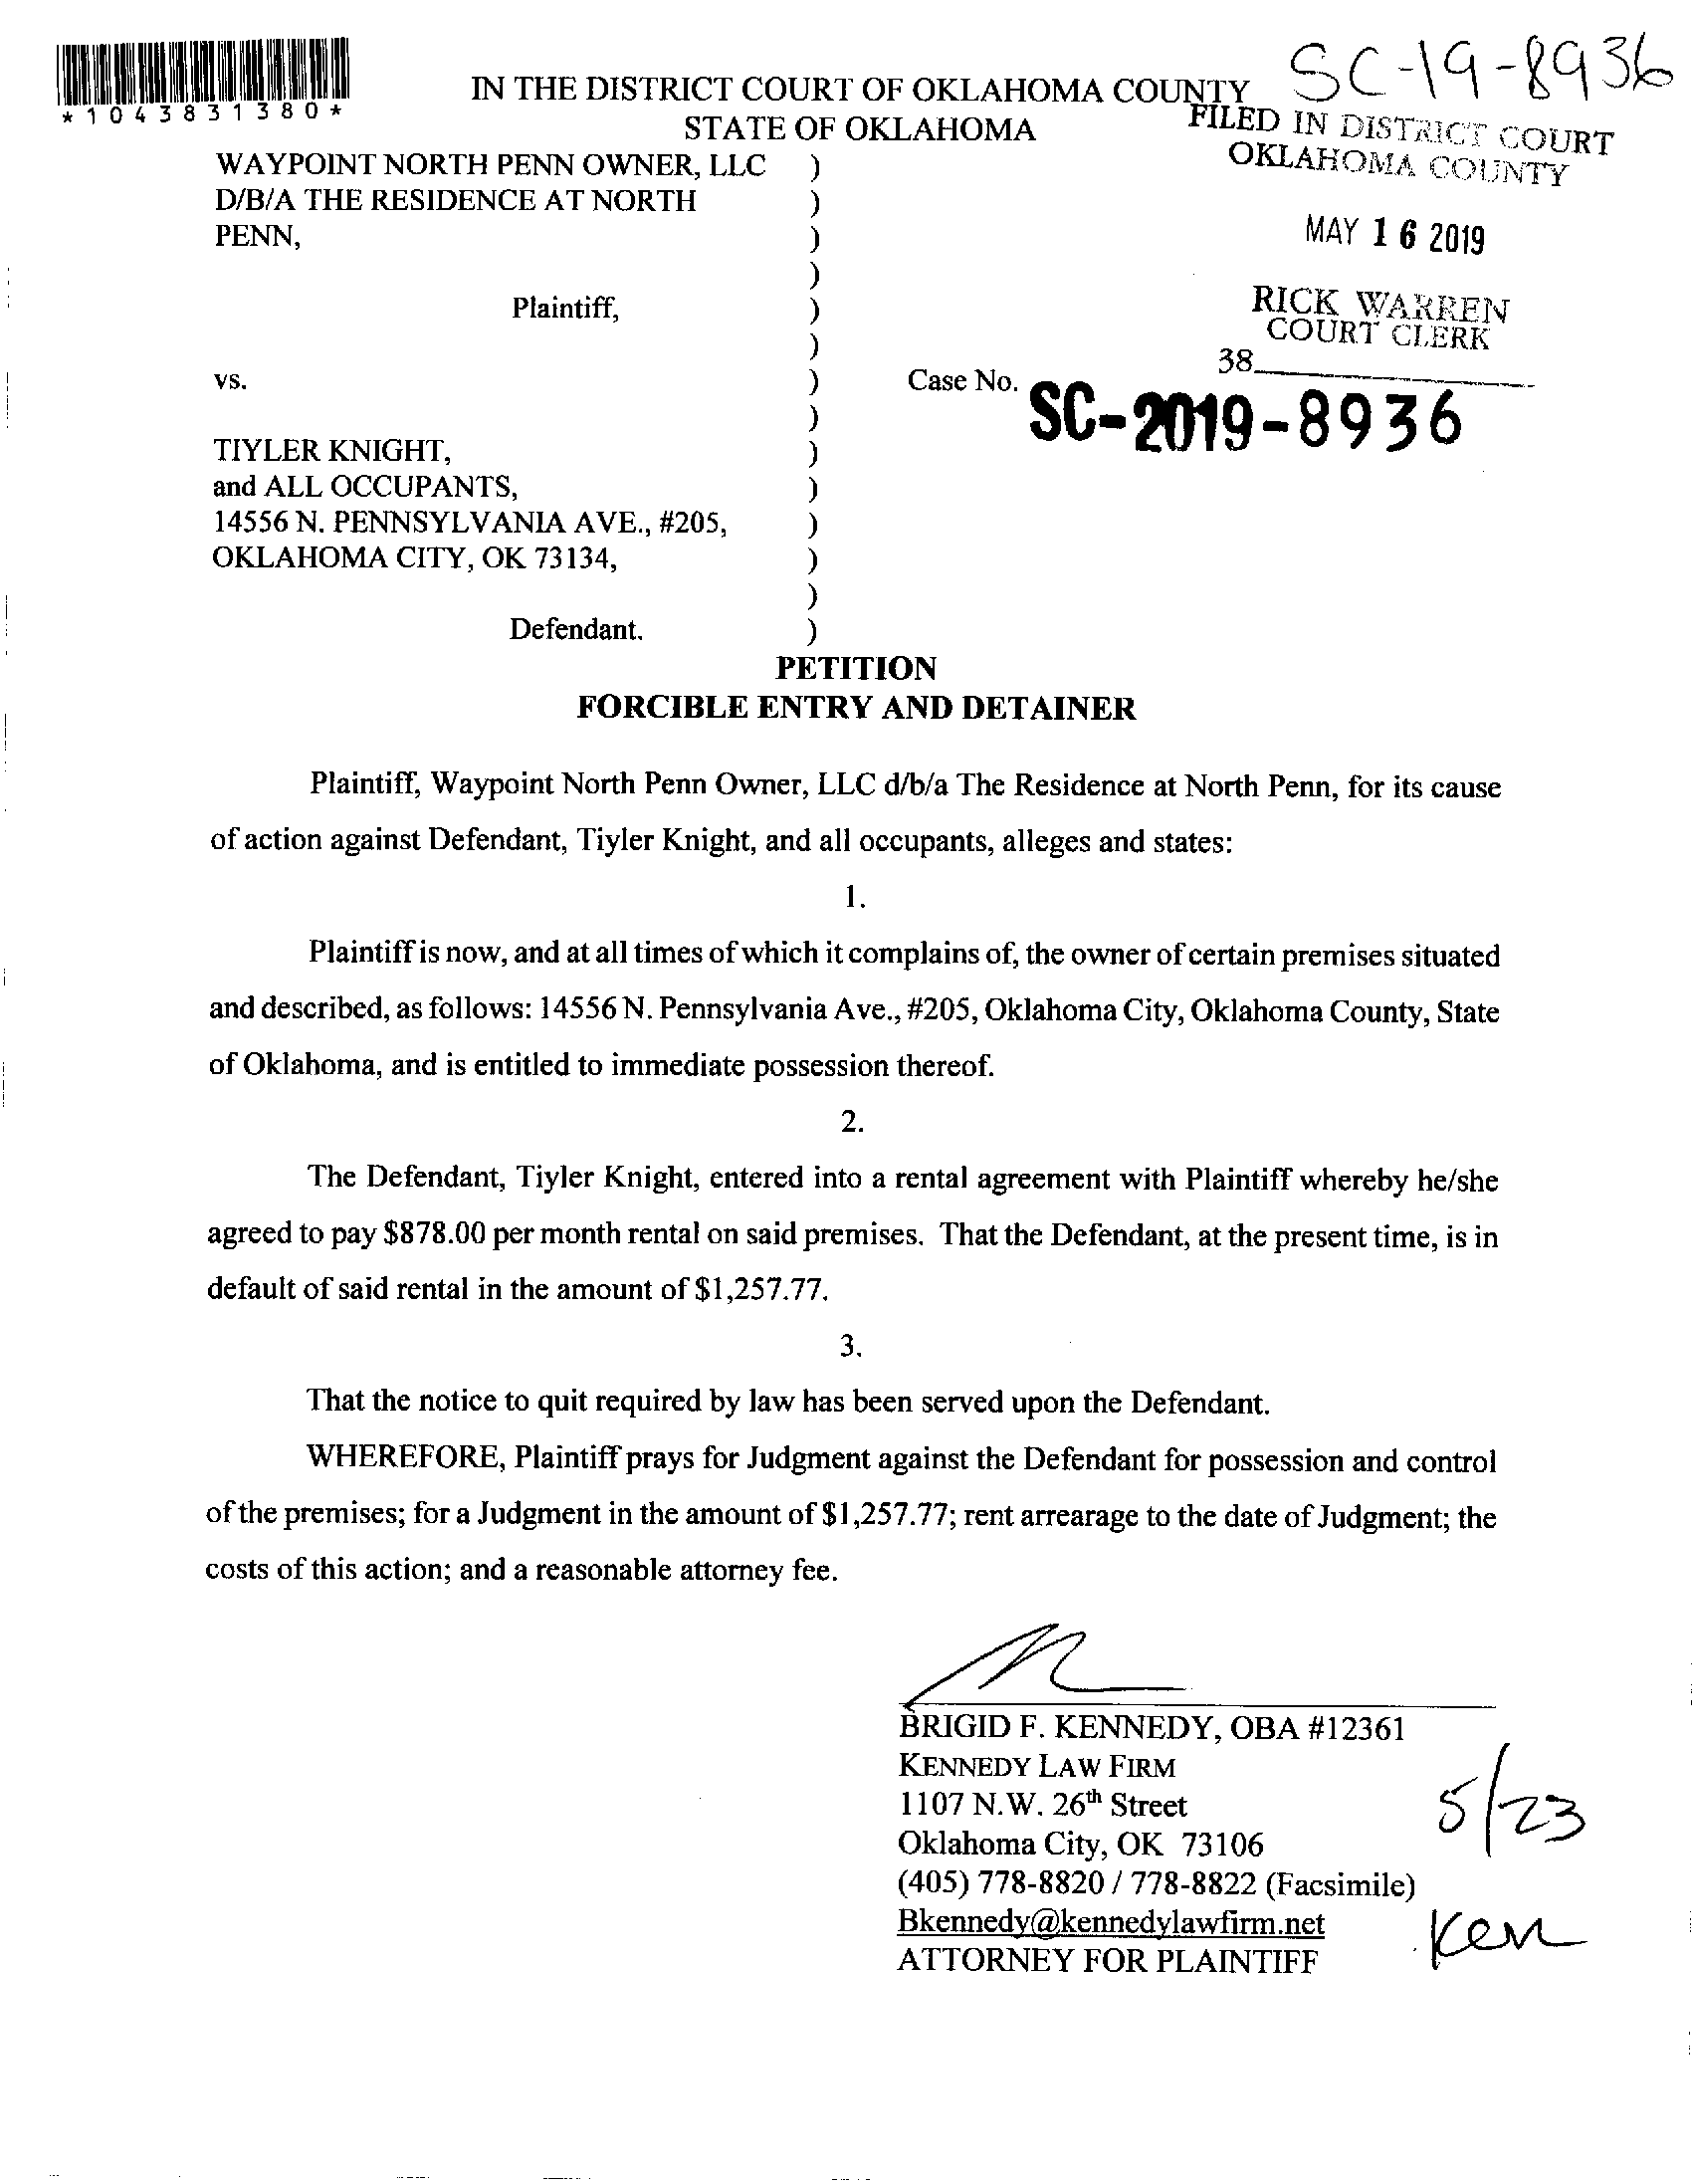 SC-19-8936
*1043831380*
IN THE DISTRICT COURT OF OKLAHOMA COUNTY
STATE OF OKLAHOMA
FILED IN DISTRICT COURT
OKLAHOMA COUNTY
MAY 16 2019
RICK WARREN
COURT CLERK
38
WAYPOINT NORTH PENN OWNER, LLC )
D/B/A THE RESIDENCE AT NORTH )
PENN, )
)
Plaintiff, )
)
vs. ) Case No. SC-2019-8936
)
TIYLER KNIGHT, )
and ALL OCCUPANTS, )
14556 N. PENNSYLVANIA AVE., #205, )
OKLAHOMA CITY, OK 73134, )
)
Defendant. )
PETITION
FORCIBLE ENTRY AND DETAINER
Plaintiff, Waypoint North Penn Owner, LLC d/b/a The Residence at North Penn, for its cause
of action against Defendant, Tiyler Knight, and all occupants, alleges and states:
1.
Plaintiff is now, and at all times of which it complains of, the owner of certain premises situated
and described, as follows: 14556 N. Pennsylvania Ave., #205, Oklahoma City, Oklahoma County, State
of Oklahoma, and is entitled to immediate possession thereof.
2.
The Defendant, Tiyler Knight, entered into a rental agreement with Plaintiff whereby he/she
agreed to pay $878.00 per month rental on said premises. That the Defendant, at the present time, is in
default of said rental in the amount of $1,257.77.
3.
That the notice to quit required by law has been served upon the Defendant.
WHEREFORE, Plaintiff prays for Judgment against the Defendant for possession and control
of the premises; for a Judgment in the amount of $1,257.77; rent arrearage to the date of Judgment; the
costs of this action; and a reasonable attorney fee.
BRIGID F. KENNEDY, OBA #12361
KENNEDY LAW FIRM
1107 N.W. 26th Street
Oklahoma City, OK 73106
(405) 778-8820 / 778-8822 (Facsimile)
Bkennedy@kennedylawfirm.net
ATTORNEY FOR PLAINTIFF
5/23
Ken